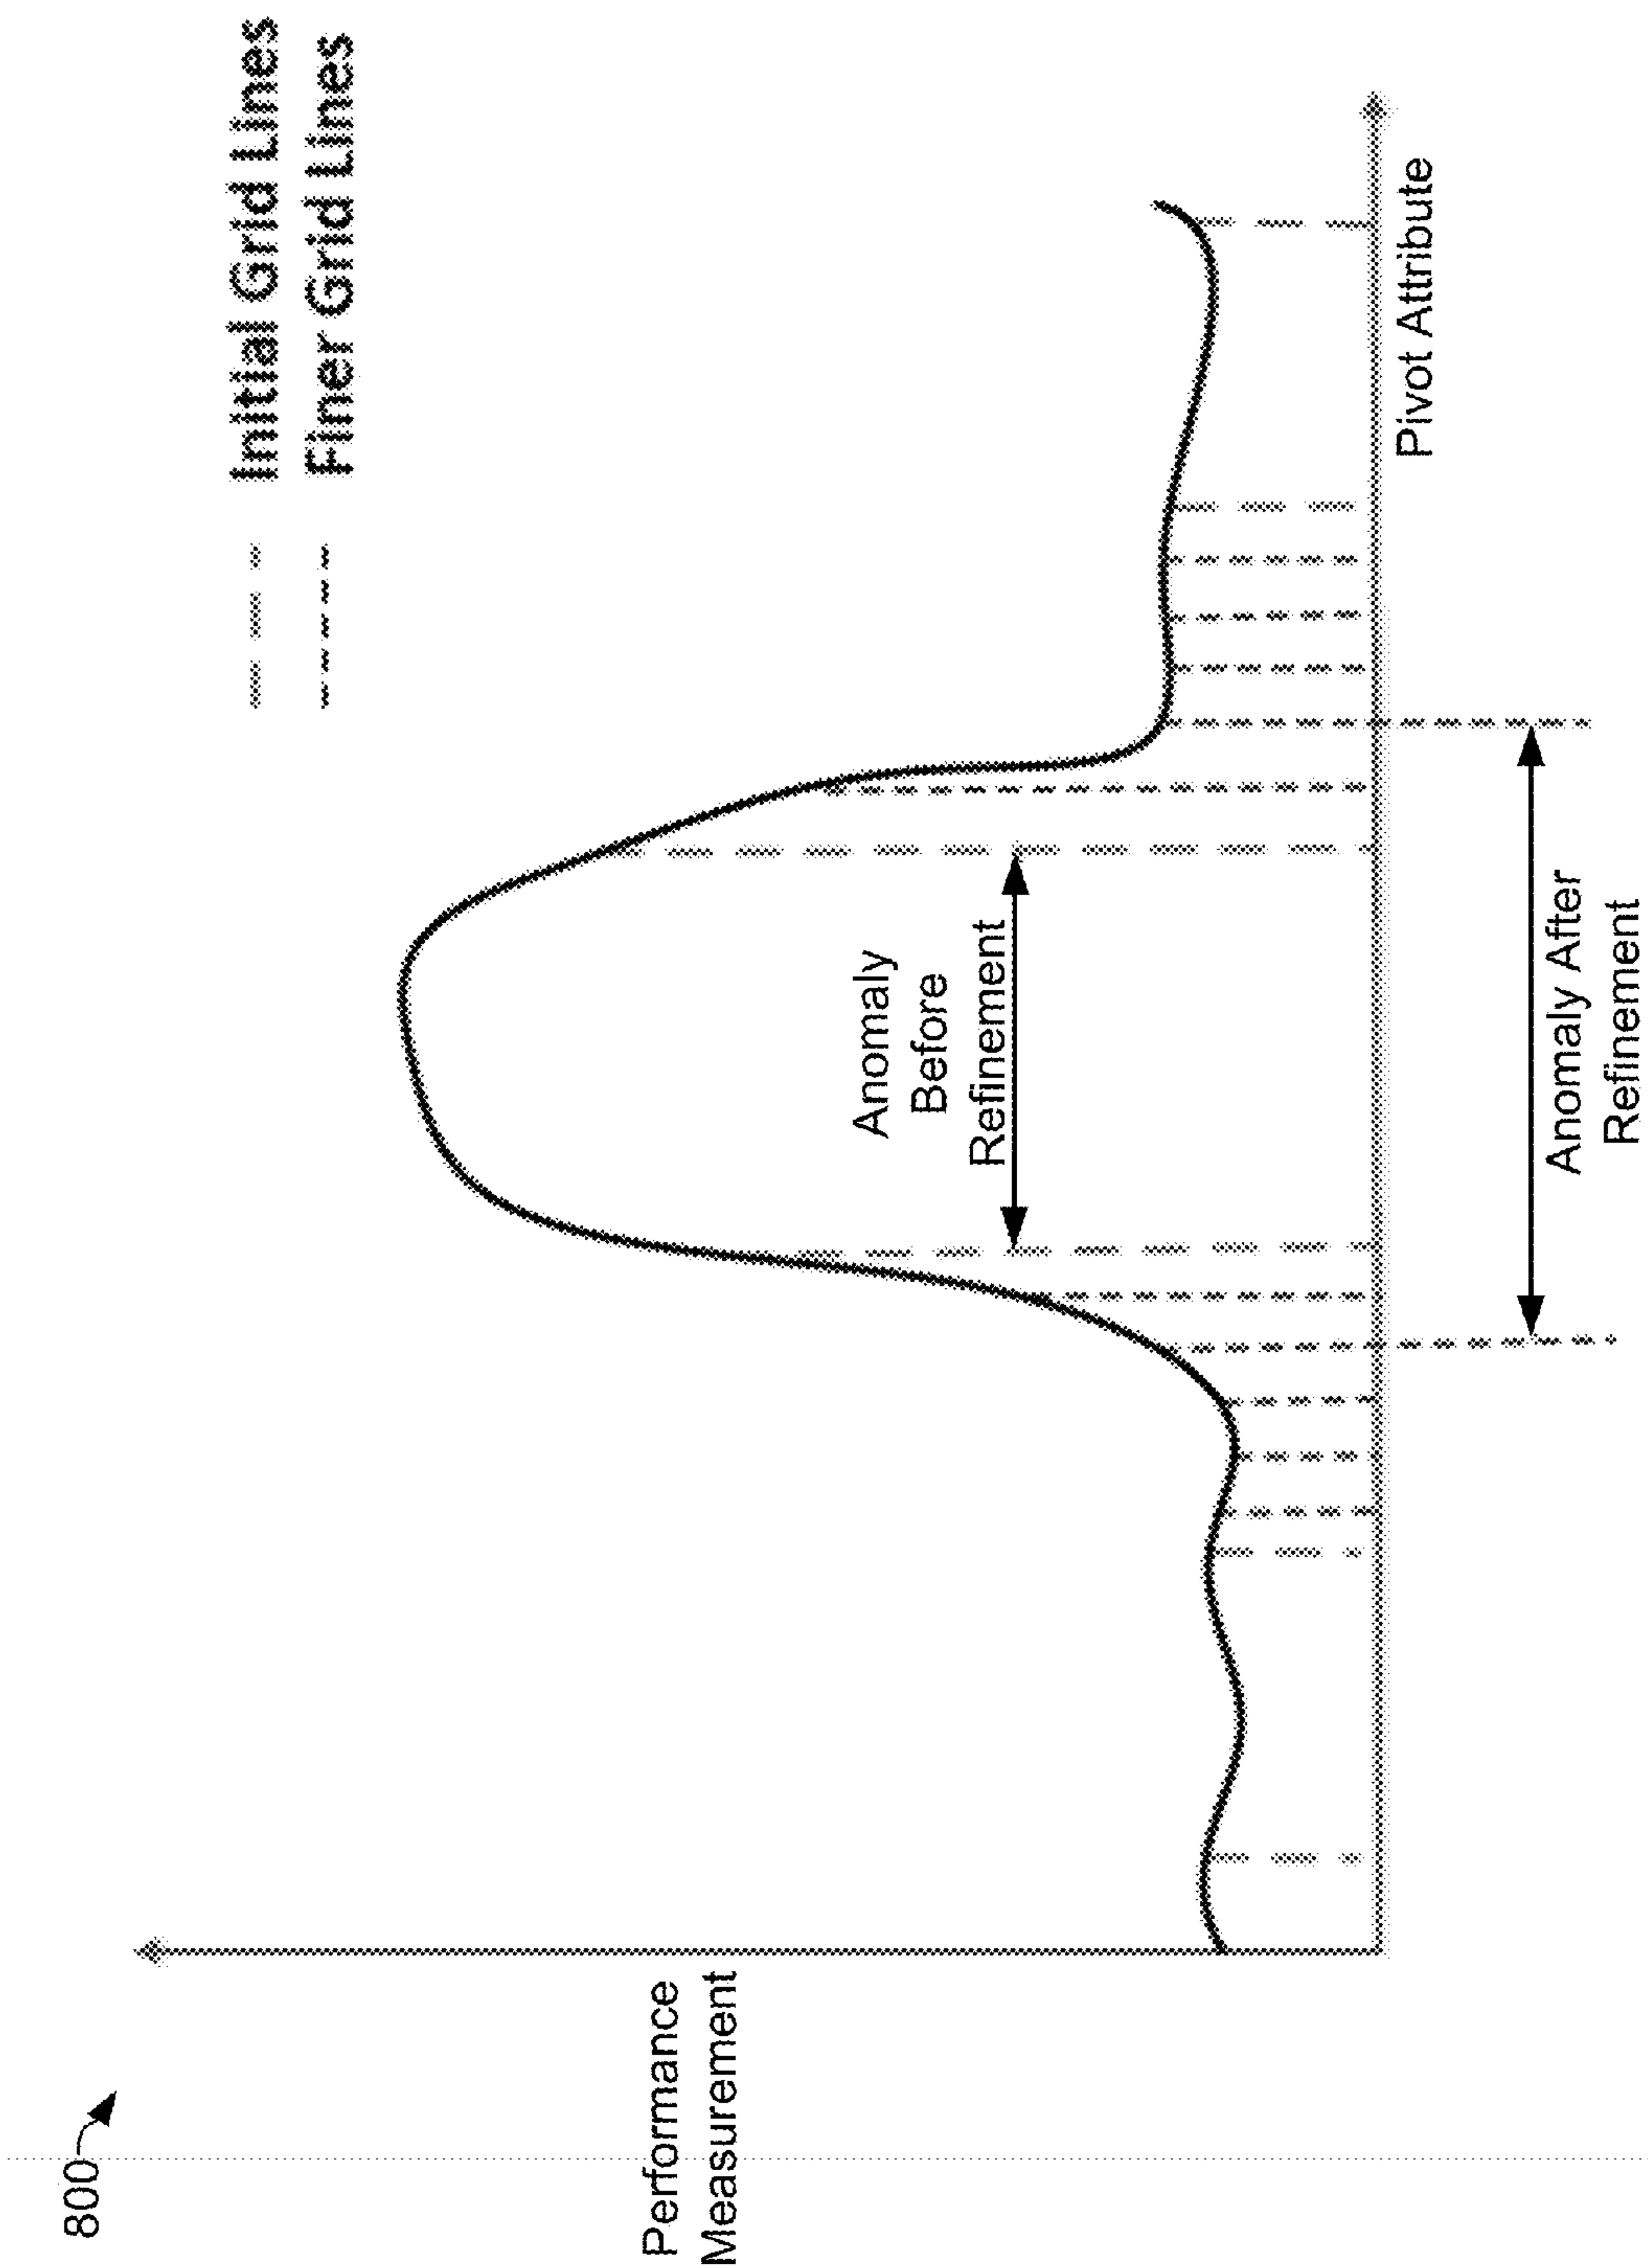 800
Performance
Measurement
Initial Grid Lines
Finer Grid Lines
Anomaly
Before
Refinement
Pivot Attribute
Anomaly After
Refinement